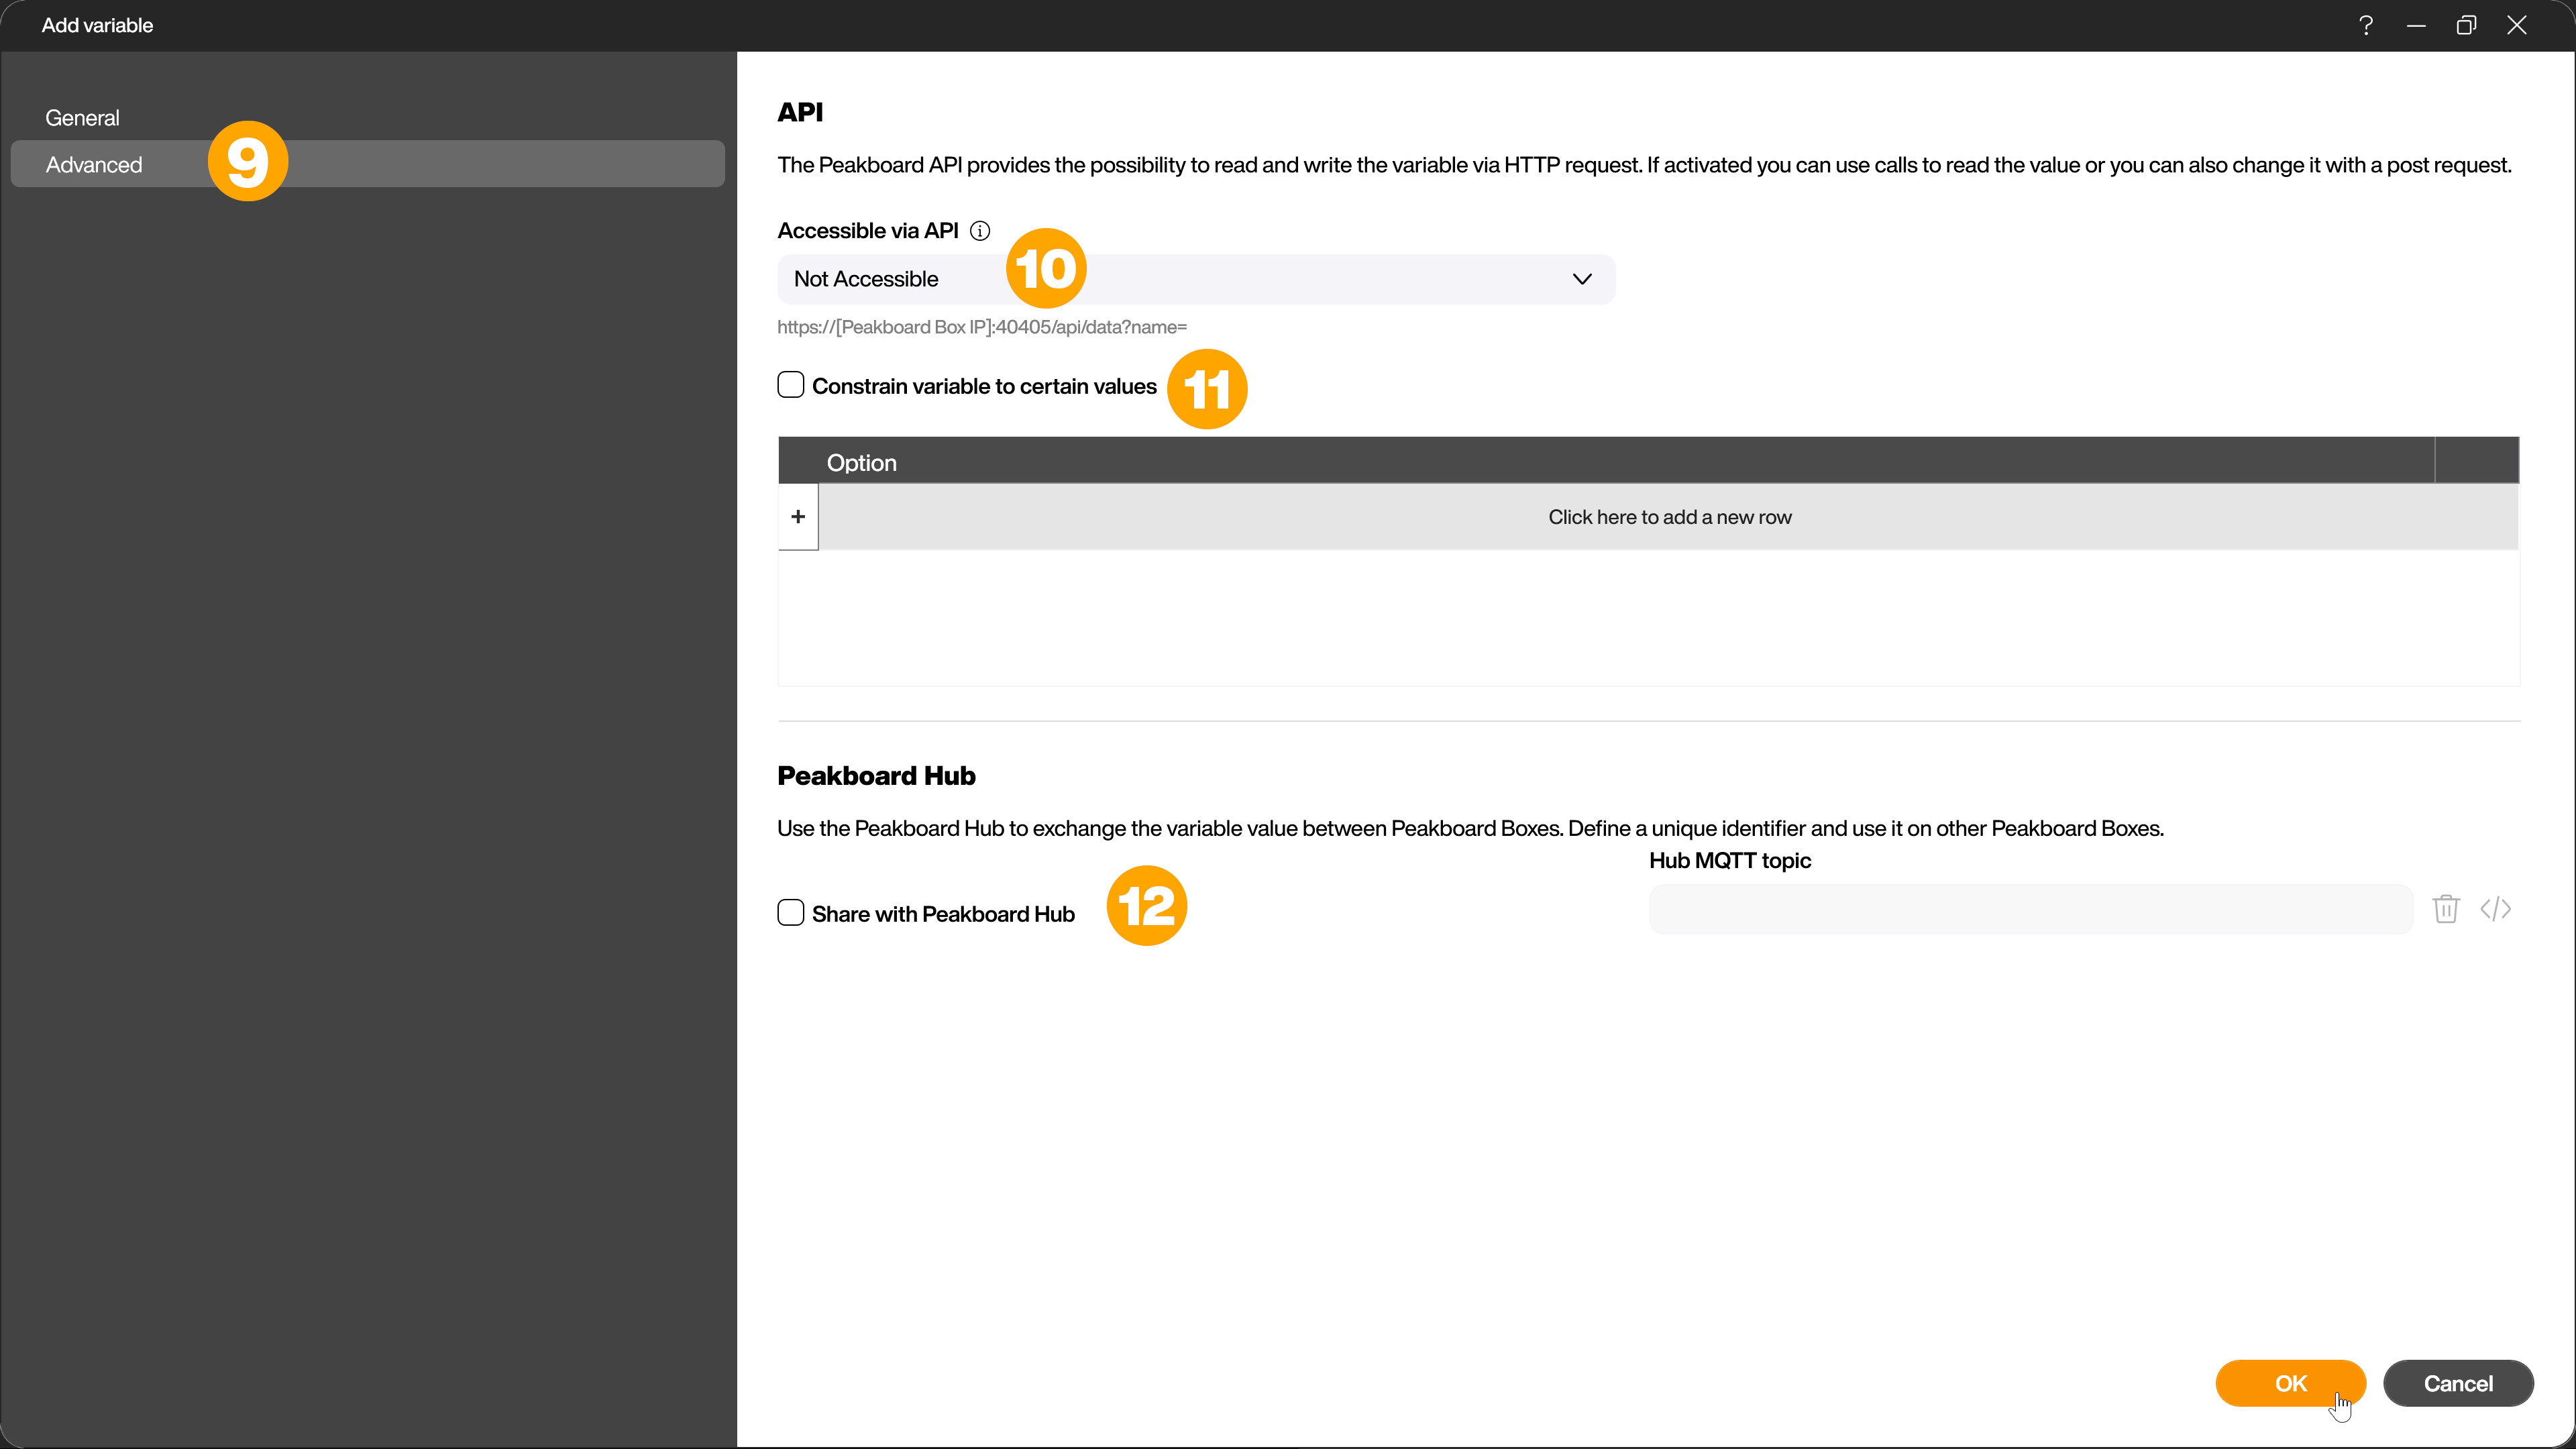 Add variable
?
General
Advanced
9
API
The Peakboard API provides the possibility to read and write the variable via HTTP request. If activated you can use calls to read the value or you can also change it with a post request.
Accessible via API
10
Not Accessible
https://[Peakboard Box IP]:40405/api/data?name=
Constrain variable to certain values
11
Option
+
Click here to add a new row
Peakboard Hub
Use the Peakboard Hub to exchange the variable value between Peakboard Boxes. Define a unique identifier and use it on other Peakboard Boxes.
Hub MQTT topic
Share with Peakboard Hub
12
OK
Cancel